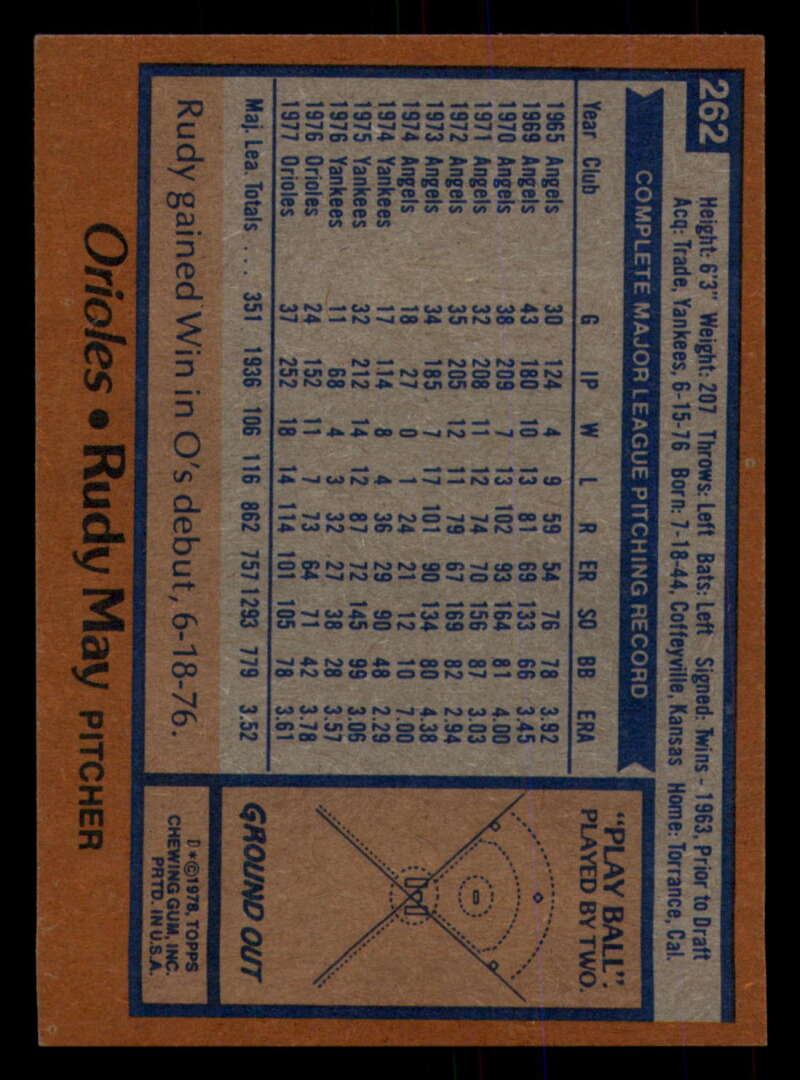 262
Height: 6'3" Weight: 207 Throws: Left Bats: Left Signed: Twins - 1963, Prior to Draft
Acq: Trade, Yankees, 6-15-76 Born: 7-18-44, Coffeyville, Kansas Home: Torrance, Cal.
COMPLETE MAJOR LEAGUE PITCHING RECORD
Year Club G IP W L R ER SO BB ERA
1965 Angels 30 124 4 9 59 54 76 78 3.92
1969 Angels 43 180 10 13 81 69 133 66 3.45
1970 Angels 38 209 7 13 102 93 164 81 4.00
1971 Angels 32 208 11 12 74 70 156 87 3.03
1972 Angels 35 205 12 11 79 67 169 82 2.94
1973 Angels 34 185 7 17 101 90 134 80 4.38
1974 Angels 18 27 0 1 24 21 12 10 7.00
1974 Yankees 17 114 8 4 36 29 90 48 2.29
1975 Yankees 32 212 14 12 87 72 145 99 3.06
1976 Yankees 11 68 4 3 32 27 38 28 3.57
1976 Orioles 24 152 11 7 73 64 71 42 3.78
1977 Orioles 37 252 18 14 114 101 105 78 3.61
Maj. Lea. Totals .... 351 1936 106 116 862 757 1293 779 3.52
Rudy gained Win in O's debut, 6-18-76.
"PLAY BALL":
PLAYED BY TWO.
GROUND OUT
D*©1978, TOPPS
CHEWING GUM, INC.
PRTD. IN U.S.A.
Orioles • Rudy May PITCHER